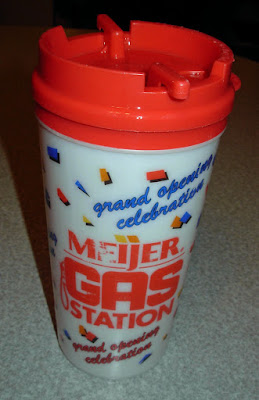 grand opening
celebration
MEIJER
GAS
STATION
grand opening
celebration